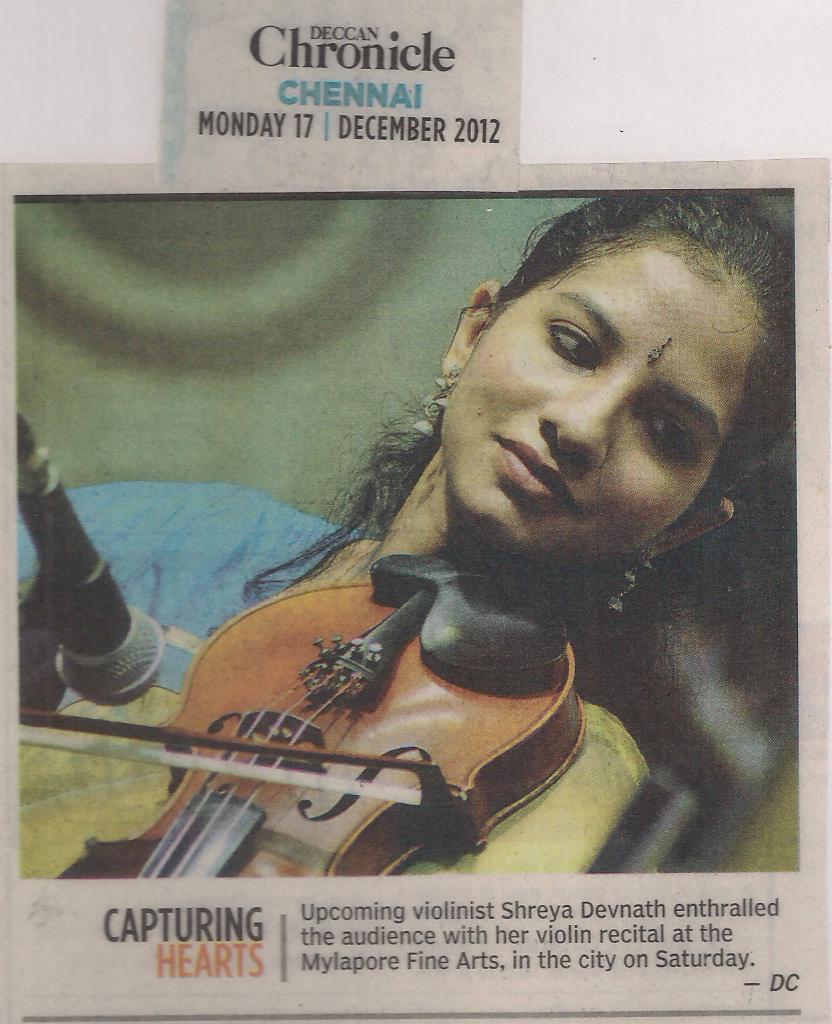 DECCAN
Chronicle
CHENNAI
MONDAY 17 | DECEMBER 2012
CAPTURING
HEARTS
Upcoming violinist Shreya Devnath enthralled
the audience with her violin recital at the
Mylapore Fine Arts, in the city on Saturday.
— DC